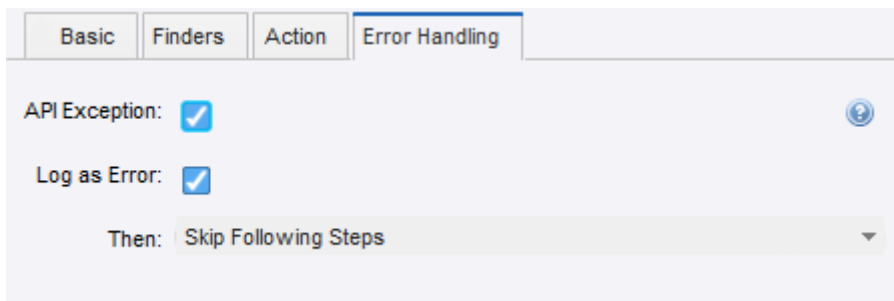 Basic Finders Action Error Handling
API Exception:
Log as Error:
Then: Skip Following Steps